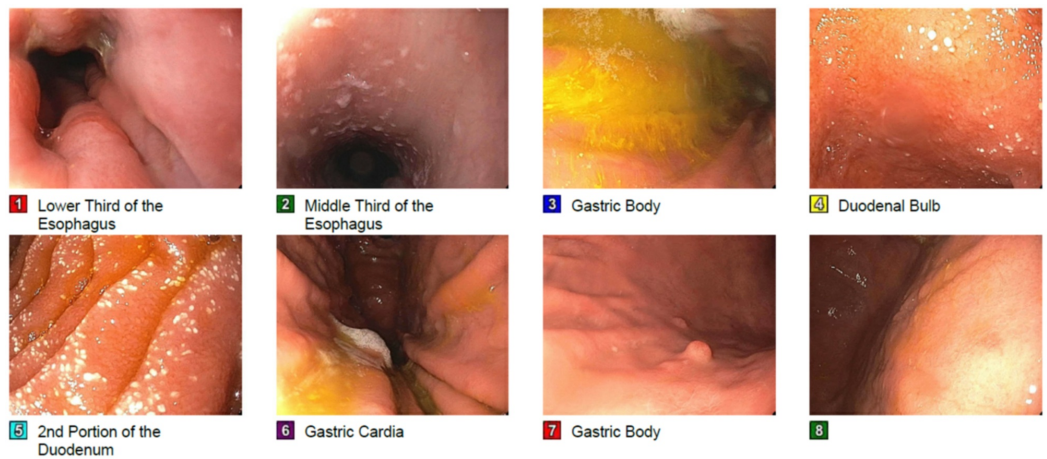 1 Lower Third of the
Esophagus
2 Middle Third of the
Esophagus
3 Gastric Body
4 Duodenal Bulb
5 2nd Portion of the
Duodenum
6 Gastric Cardia
7 Gastric Body
8